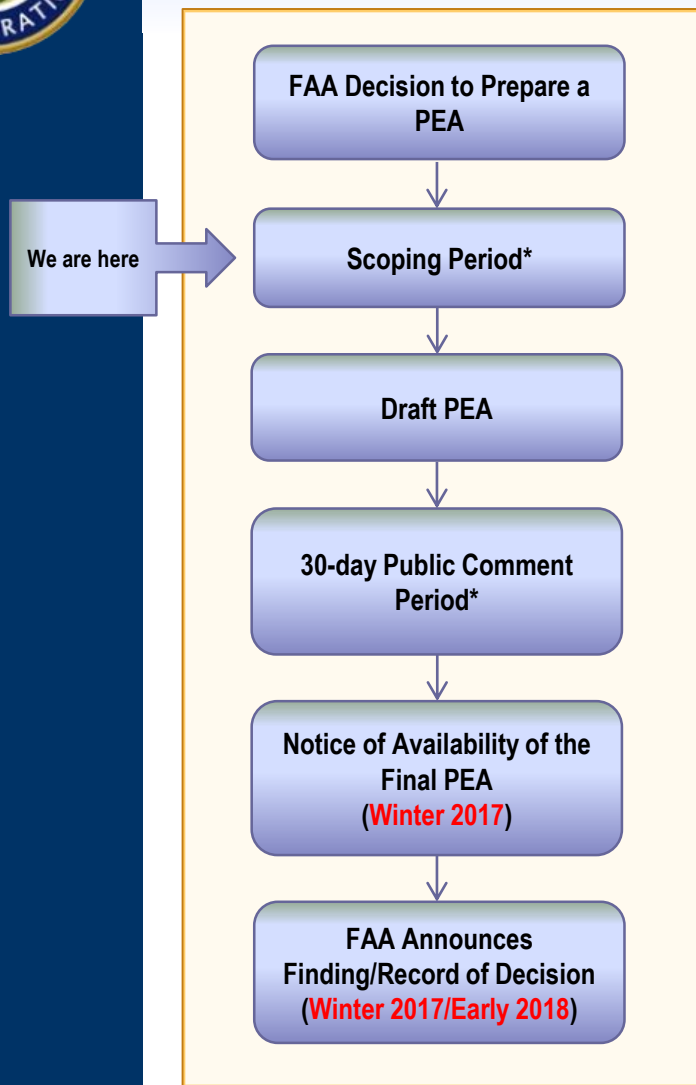 FAA Decision to Prepare a
PEA
We are here
Scoping Period*
Draft PEA
30-day Public Comment
Period*
Notice of Availability of the
Final PEA
(Winter 2017)
FAA Announces
Finding/Record of Decision
(Winter 2017/Early 2018)